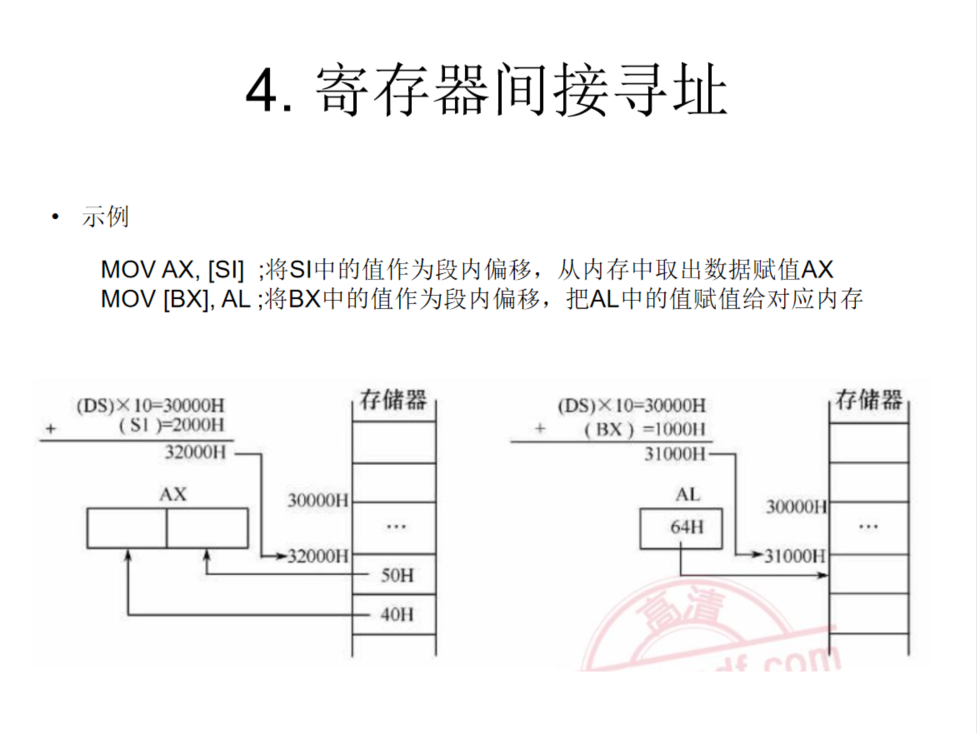 4. 寄存器间接寻址
• 示例
MOV AX, [SI] ;将SI中的值作为段内偏移，从内存中取出数据赋值AX
MOV [BX], AL ;将BX中的值作为段内偏移，把AL中的值赋值给对应内存
(DS)×10=30000H
+ (SI)=2000H
32000H
存储器
AX
30000H
...
32000H
50H
40H
(DS)×10=30000H
+ (BX)=1000H
31000H
存储器
AL
64H
30000H
...
31000H
高清
df.com